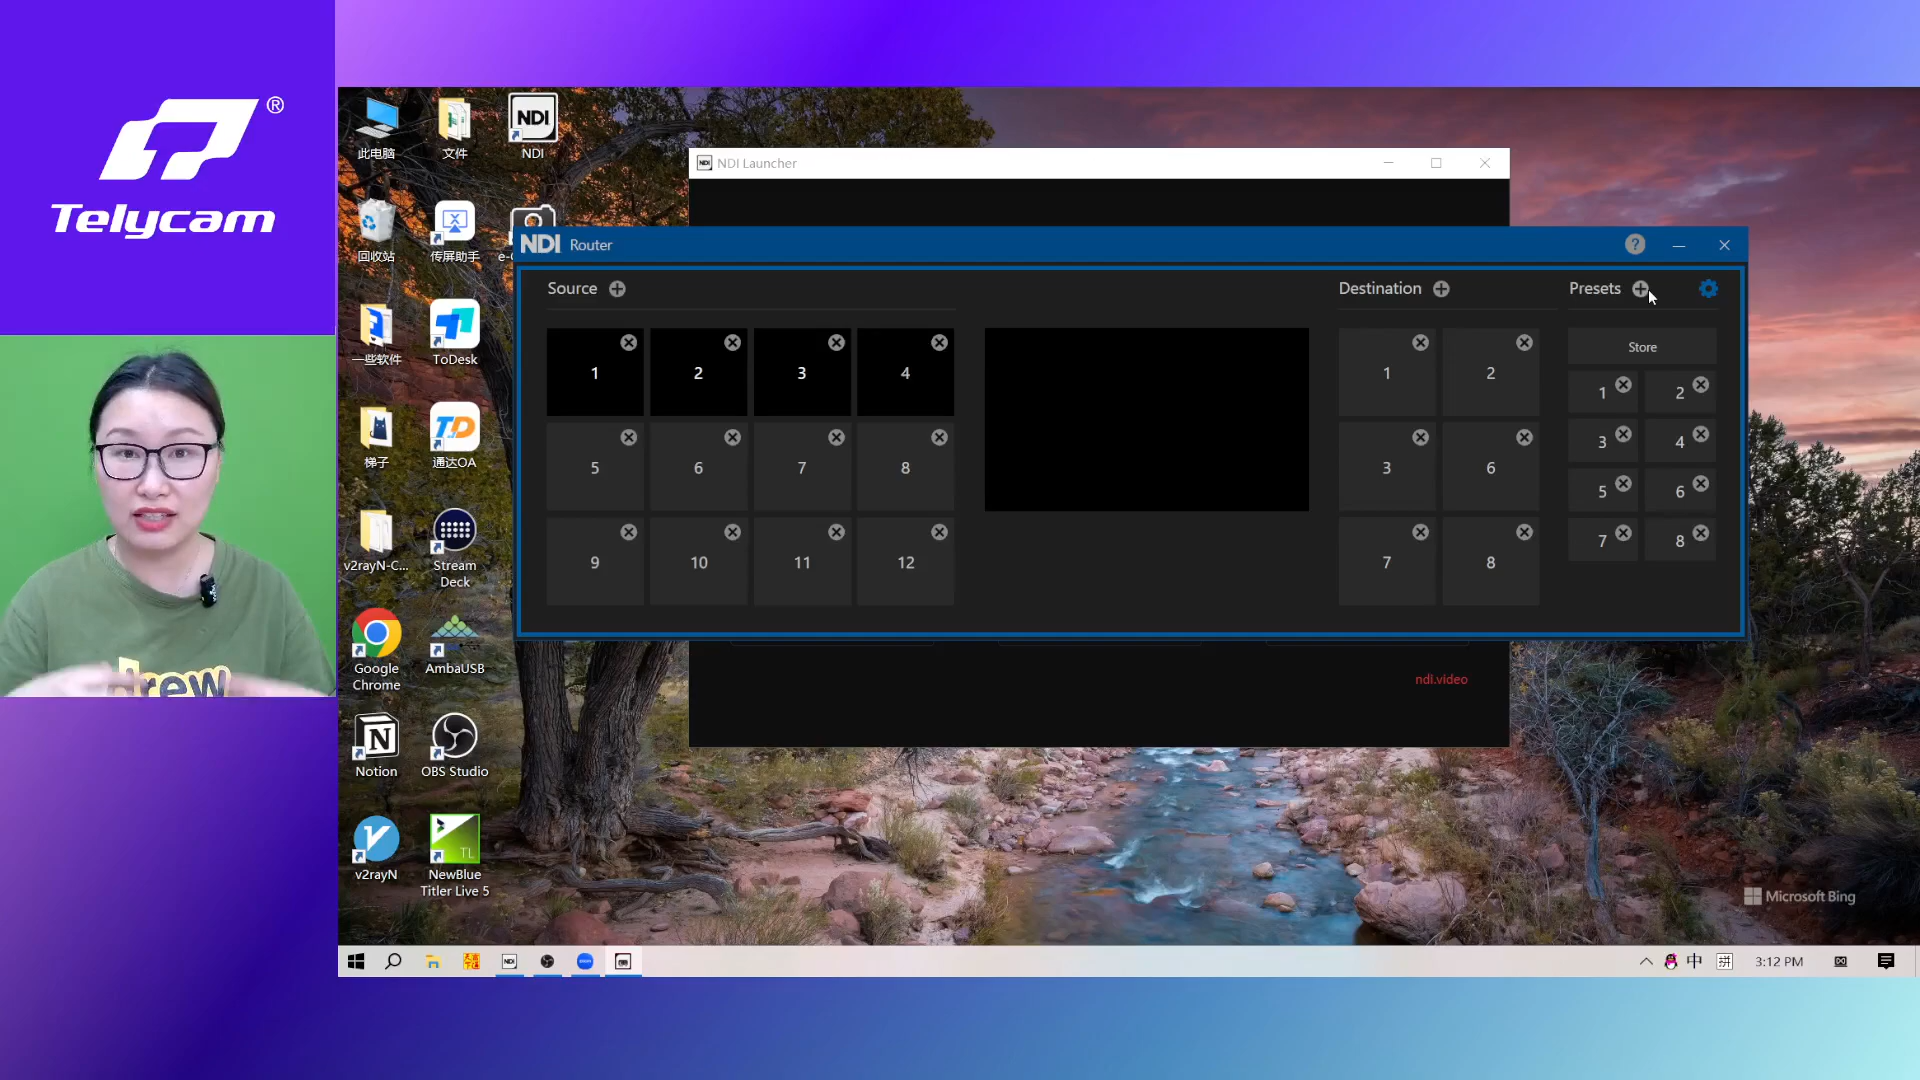 ®
Telycam
drew
此电脑
文件
NDI
NDI
回收站
传屏助手
一些软件
ToDesk
梯子
通达OA
v2rayN-C...
Stream
Deck
Google
Chrome
AmbaUSB
Notion
OBS Studio
v2rayN
TL
NewBlue
Titler Live 5
NDI Launcher
NDI Router
?
Source
Destination
Presets
1 2 3 4
5 6 7 8
9 10 11 12
1 2
3 6
7 8
Store
1 2
3 4
5 6
7 8
ndi.video
Microsoft Bing
中
拼
3:12 PM